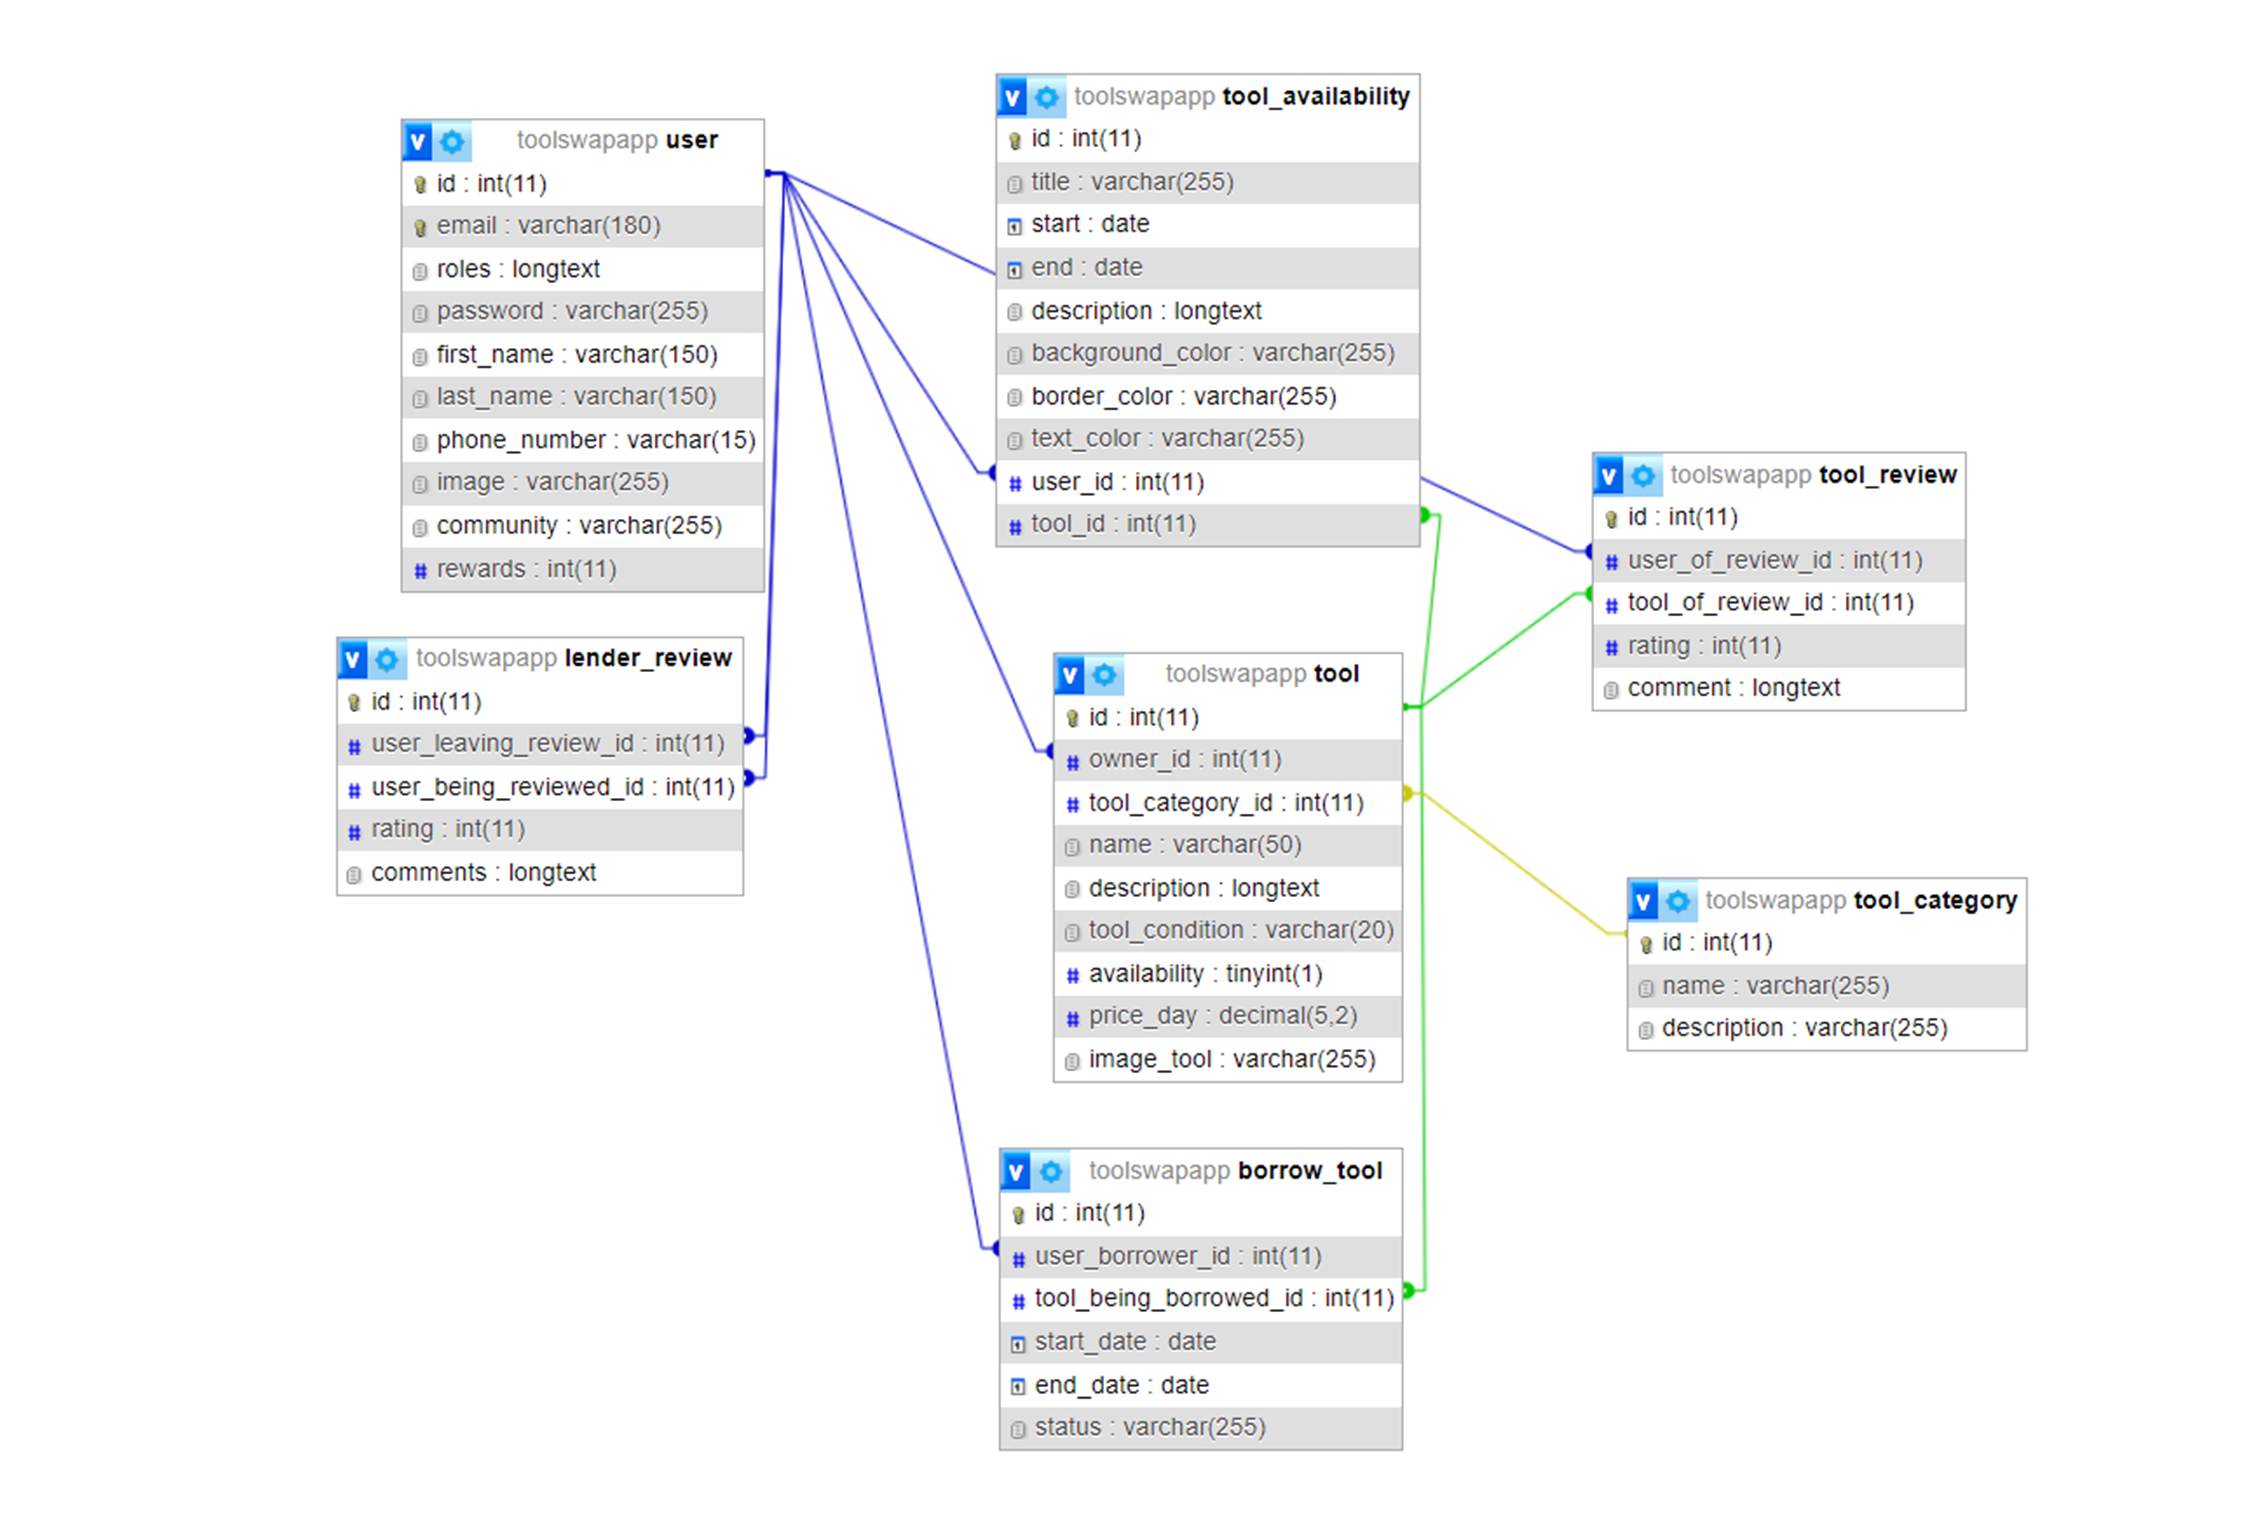 toolswapapp user
id : int(11)
email : varchar(180)
roles : longtext
password : varchar(255)
first_name : varchar(150)
last_name : varchar(150)
phone_number : varchar(15)
image : varchar(255)
community : varchar(255)
rewards : int(11)
toolswapapp lender_review
id : int(11)
user_leaving_review_id : int(11)
user_being_reviewed_id : int(11)
rating : int(11)
comments : longtext
toolswapapp tool_availability
id : int(11)
title : varchar(255)
start : date
end : date
description : longtext
background_color : varchar(255)
border_color : varchar(255)
text_color : varchar(255)
user_id : int(11)
tool_id : int(11)
toolswapapp tool
id : int(11)
owner_id : int(11)
tool_category_id : int(11)
name : varchar(50)
description : longtext
tool_condition : varchar(20)
availability : tinyint(1)
price_day : decimal(5,2)
image_tool : varchar(255)
toolswapapp borrow_tool
id : int(11)
user_borrower_id : int(11)
tool_being_borrowed_id : int(11)
start_date : date
end_date : date
status : varchar(255)
toolswapapp tool_review
id : int(11)
user_of_review_id : int(11)
tool_of_review_id : int(11)
rating : int(11)
comment : longtext
toolswapapp tool_category
id : int(11)
name : varchar(255)
description : varchar(255)